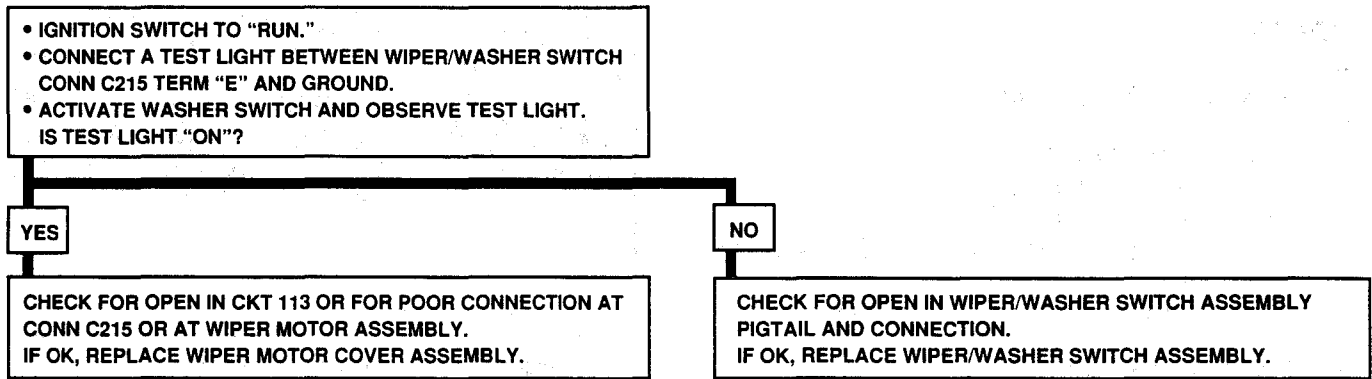 • IGNITION SWITCH TO “RUN.”
• CONNECT A TEST LIGHT BETWEEN WIPER/WASHER SWITCH
CONN C215 TERM “E” AND GROUND.
• ACTIVATE WASHER SWITCH AND OBSERVE TEST LIGHT.
IS TEST LIGHT “ON”?
YES
NO
CHECK FOR OPEN IN CKT 113 OR FOR POOR CONNECTION AT
CONN C215 OR AT WIPER MOTOR ASSEMBLY.
IF OK, REPLACE WIPER MOTOR COVER ASSEMBLY.
CHECK FOR OPEN IN WIPER/WASHER SWITCH ASSEMBLY
PIGTAIL AND CONNECTION.
IF OK, REPLACE WIPER/WASHER SWITCH ASSEMBLY.